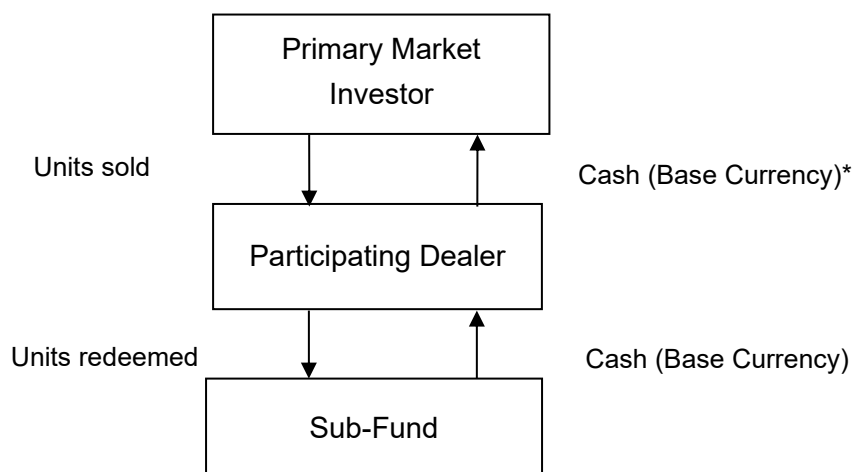 Primary Market
Investor
Units sold
Cash (Base Currency)*
Participating Dealer
Units redeemed
Cash (Base Currency)
Sub-Fund